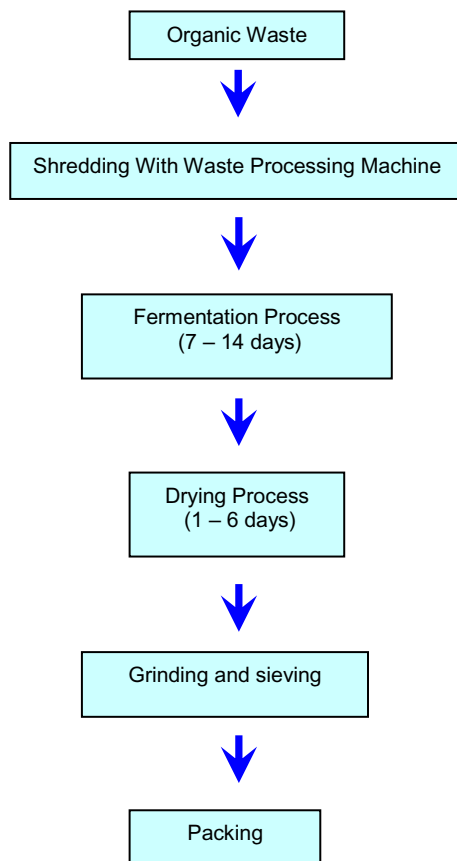 Organic Waste
Shredding With Waste Processing Machine
Fermentation Process
(7 – 14 days)
Drying Process
(1 – 6 days)
Grinding and sieving
Packing